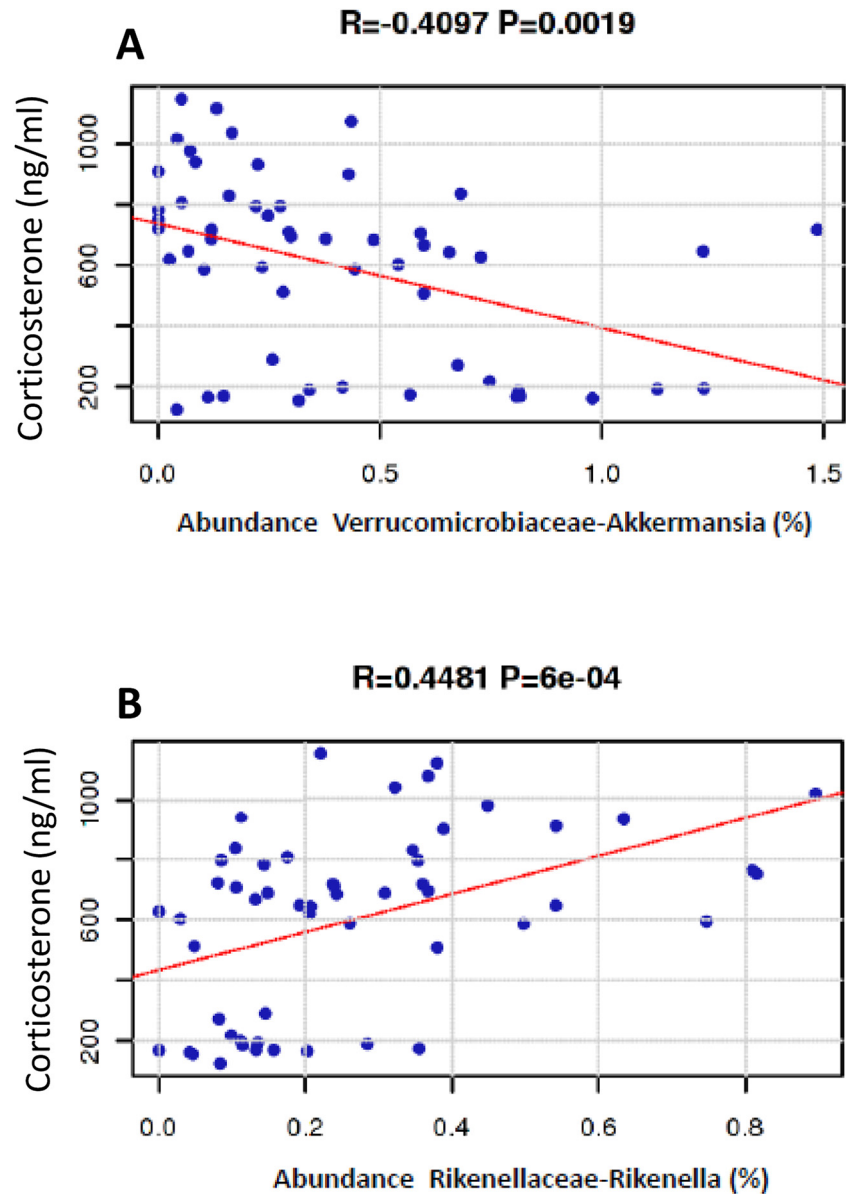 R=-0.4097 P=0.0019
A
Corticosterone (ng/ml)
1000
600
200
0.0 0.5 1.0 1.5
Abundance Verrucomicrobiaceae-Akkermansia (%)
R=0.4481 P=6e-04
B
Corticosterone (ng/ml)
1000
600
200
0.0 0.2 0.4 0.6 0.8
Abundance Rikenellaceae-Rikenella (%)